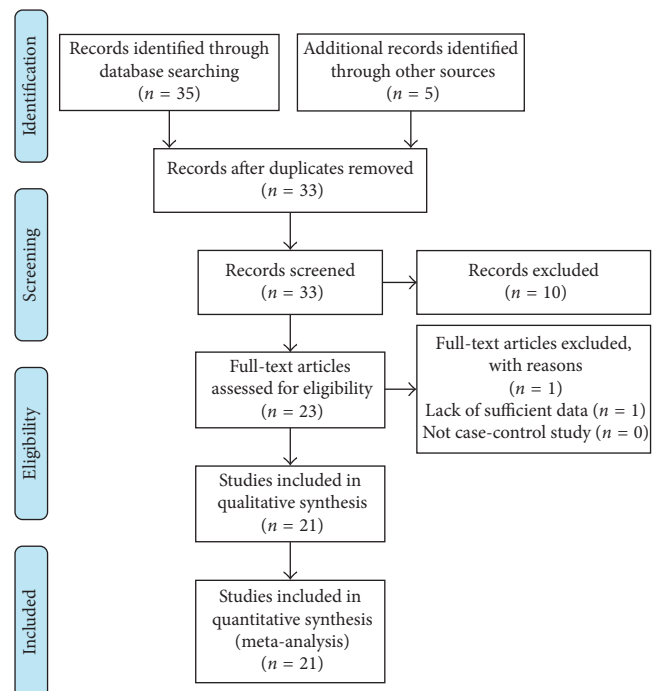 Identification
Records identified through
database searching
(n = 35)
Additional records identified
through other sources
(n = 5)
Records after duplicates removed
(n = 33)
Screening
Records screened
(n = 33)
Records excluded
(n = 10)
Eligibility
Full-text articles
assessed for eligibility
(n = 23)
Full-text articles excluded,
with reasons
(n = 1)
Lack of sufficient data (n = 1)
Not case-control study (n = 0)
Studies included in
qualitative synthesis
(n = 21)
Included
Studies included in
quantitative synthesis
(meta-analysis)
(n = 21)